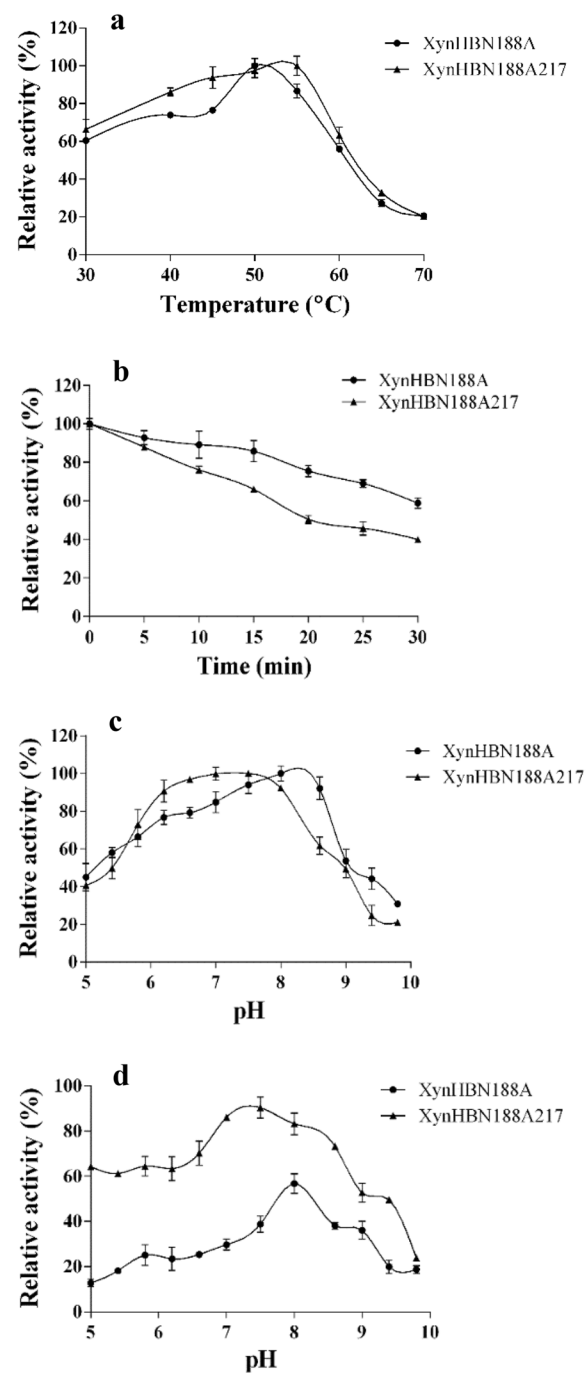 a
XynHBN188A
XynHBN188A217
Relative activity (%)
120
100
80
60
40
20
0
30
40
50
60
70
Temperature (°C)
b
XynHBN188A
XynHBN188A217
Relative activity (%)
120
100
80
60
40
20
0
0
5
10
15
20
25
30
Time (min)
c
XynHBN188A
XynHBN188A217
Relative activity (%)
120
100
80
60
40
20
0
5
6
7
8
9
10
pH
d
XynHBN188A
XynHBN188A217
Relative activity (%)
100
80
60
40
20
0
5
6
7
8
9
10
pH